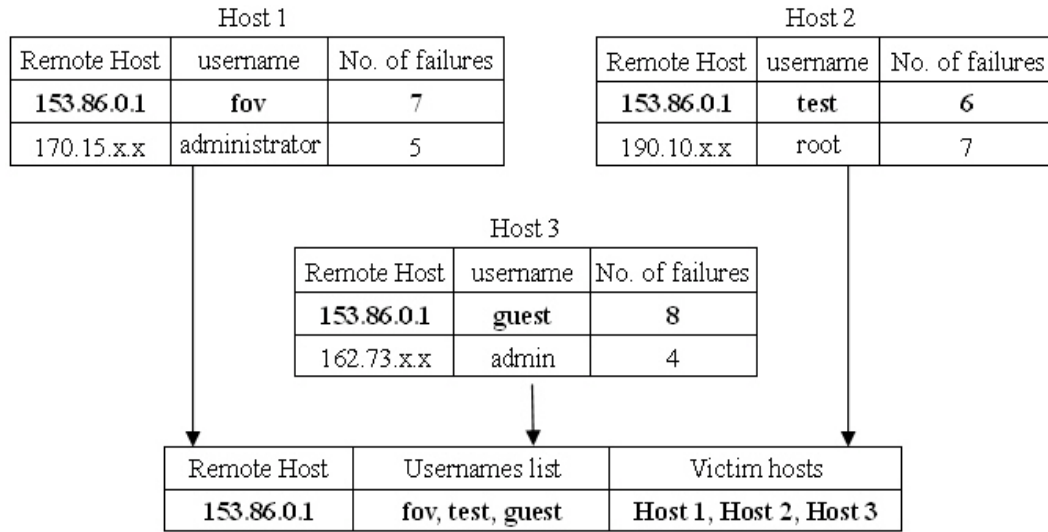 Host 1
Remote Host username No. of failures
153.86.0.1 fov 7
170.15.x.x administrator 5
Host 2
Remote Host username No. of failures
153.86.0.1 test 6
190.10.x.x root 7
Host 3
Remote Host username No. of failures
153.86.0.1 guest 8
162.73.x.x admin 4
Remote Host Usernames list Victim hosts
153.86.0.1 fov, test, guest Host 1, Host 2, Host 3